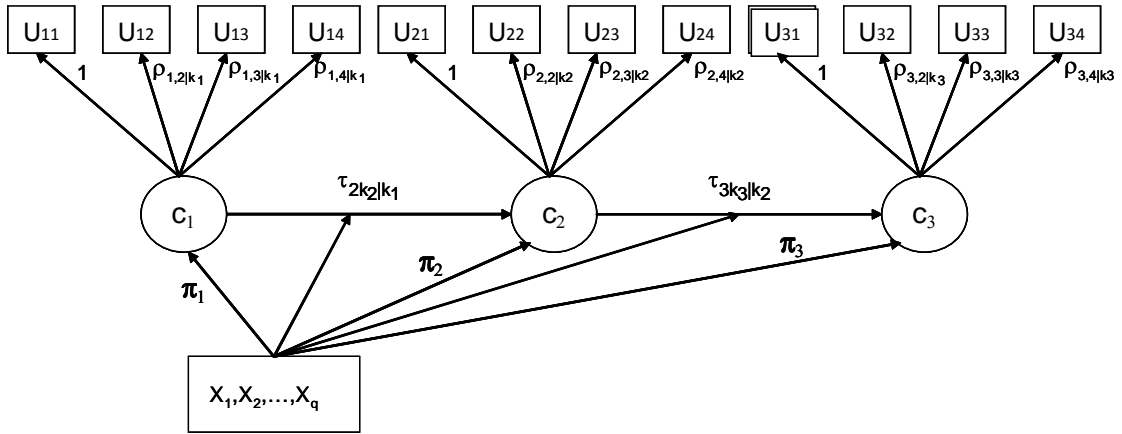 U11 U12 U13 U14 U21 U22 U23 U24 U31 U32 U33 U34
1 ρ1,2|k1 ρ1,3|k1 ρ1,4|k1 1 ρ2,2|k2 ρ2,3|k2 ρ2,4|k2 1 ρ3,2|k3 ρ3,3|k3 ρ3,4|k3
τ2k2|k1 τ3k3|k2
c1 c2 c3
π1 π2 π3
X1,X2,...,Xq